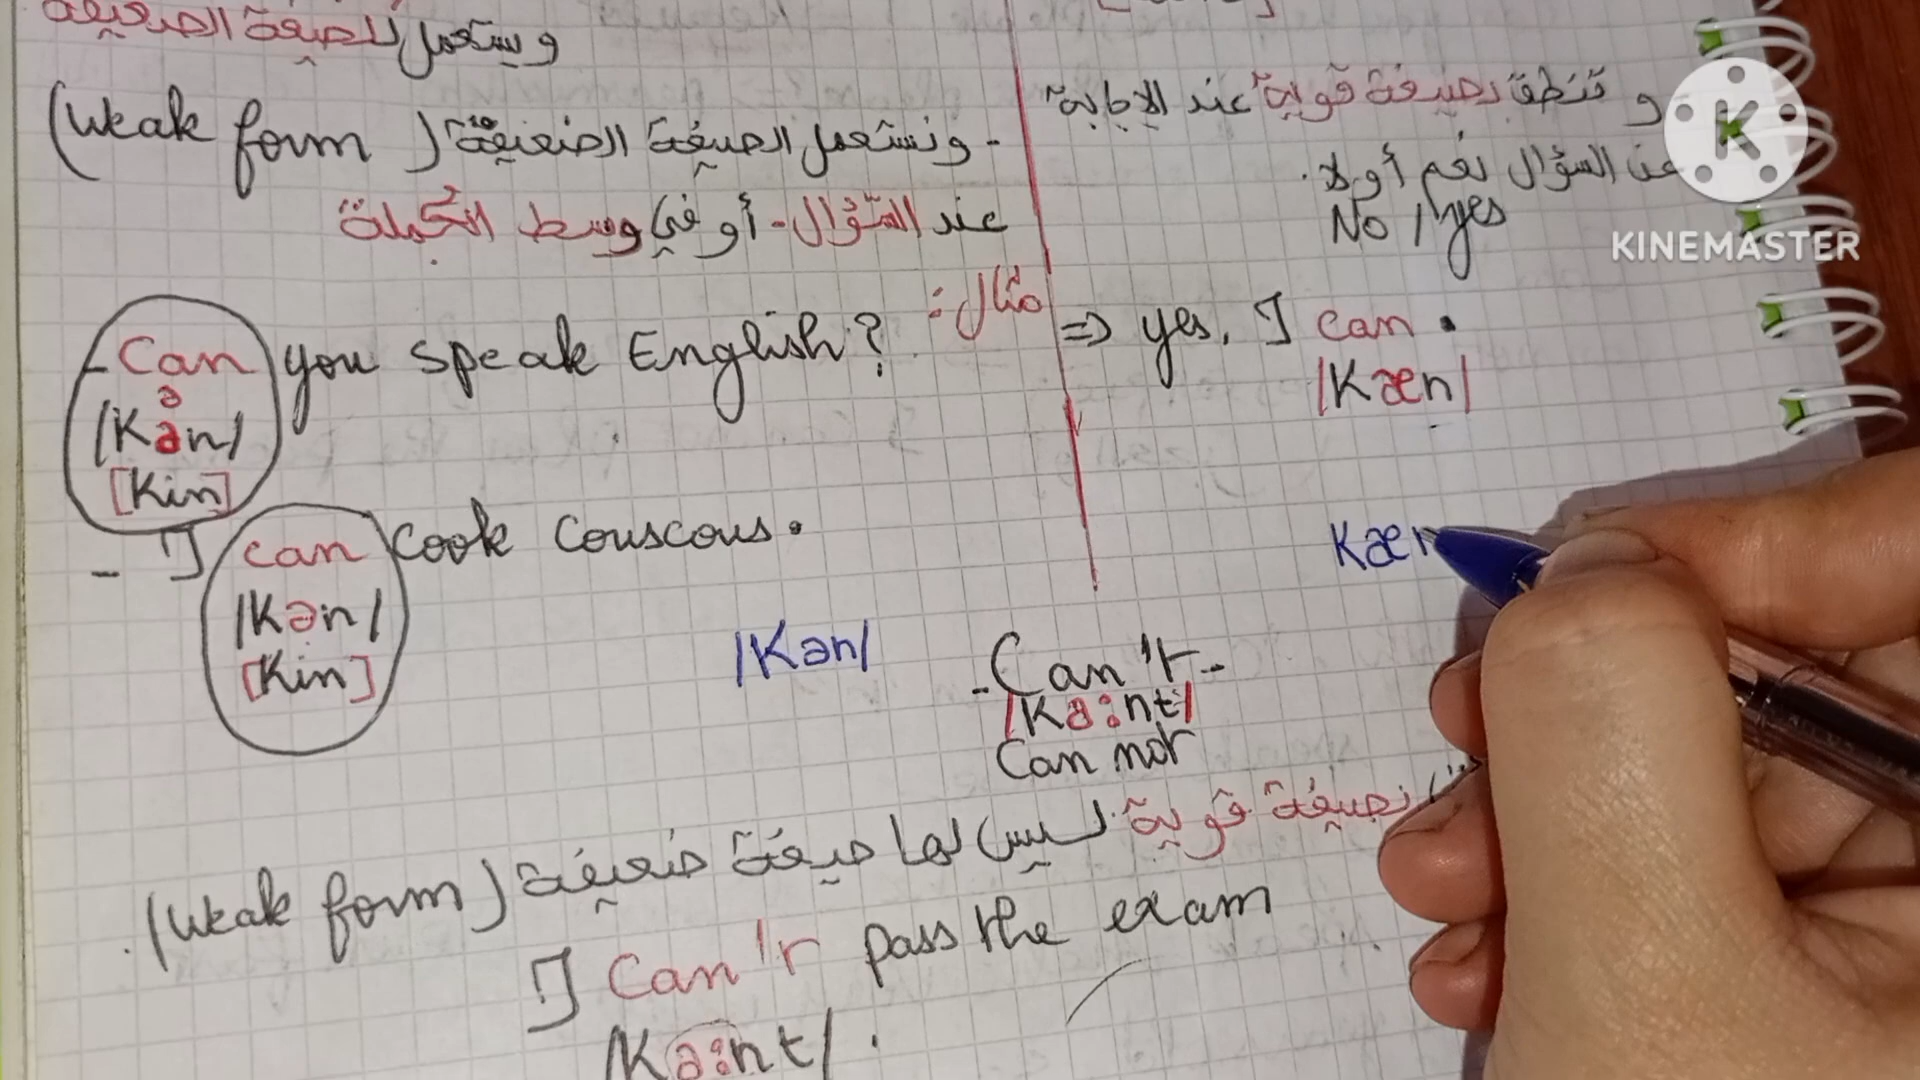 ويستعمل للصيغة الضعيفة
(Weak form) ونستعمل الصيغة الضعيفة -
عند السؤال - أو في وسط الجملة
مثال:
- Can you speak English?
ə
/Kən/
[Kin]
- I can cook couscous.
/Kən/
[Kin]
/Kən/
و تنطق بصيغة قوية عند الإجابة
عن السؤال نعم أو لا.
No / yes
K
KINEMASTER
=> yes, I can.
/Kæn/
Kæn
- Can't -
/Ka:nt/
Can not
بصيغة قوية ليس لها صيغة ضعيفة (Weak form).
I Can't pass the exam
/Ka:nt/.